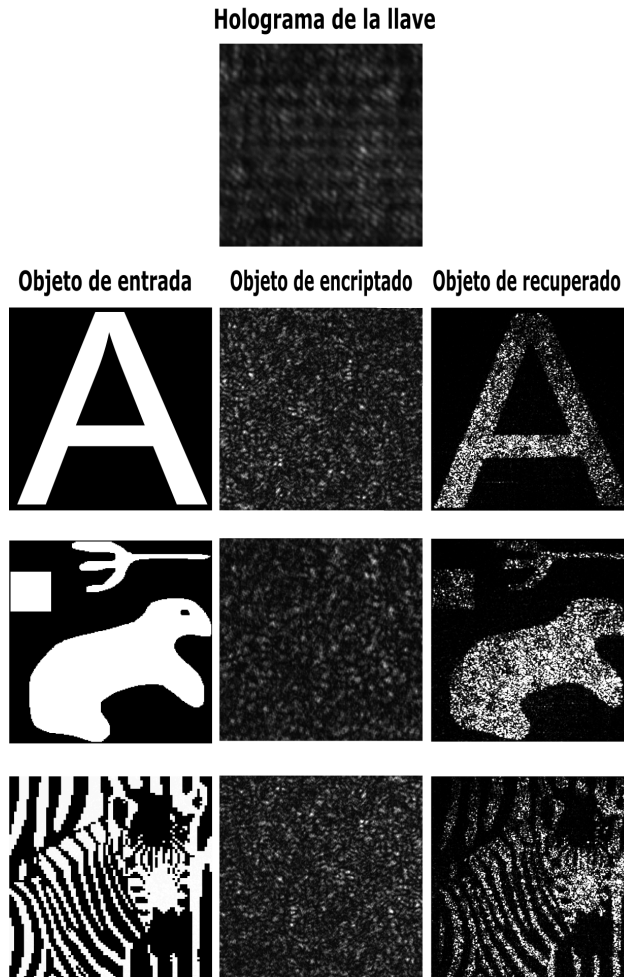 Holograma de la llave
Objeto de entrada Objeto de encriptado Objeto de recuperado
A
A